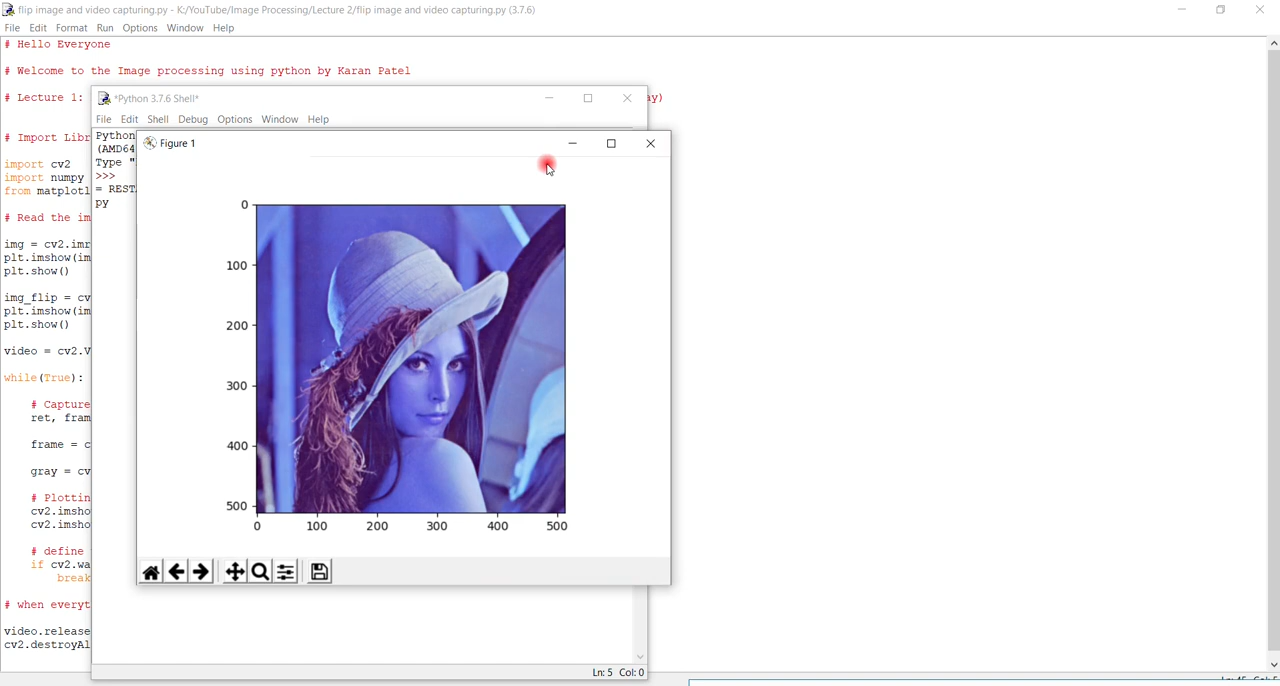 flip image and video capturing.py - K:/YouTube/Image Processing/Lecture 2/flip image and video capturing.py (3.7.6)
File Edit Format Run Options Window Help
# Hello Everyone
# Welcome to the Image processing using python by Karan Patel
# Lecture 1:
ay)
# Import Libr
import cv2
import numpy
from matplotl
# Read the im
img = cv2.imr
plt.imshow(im
plt.show()
img_flip = cv
plt.imshow(im
plt.show()
video = cv2.V
while(True):
# Capture
ret, fram
frame = c
gray = cv
# Plottin
cv2.imsho
cv2.imsho
# define
if cv2.wa
break
# when everyt
video.release
cv2.destroyAl
*Python 3.7.6 Shell*
File Edit Shell Debug Options Window Help
Python
(AMD64
Type "
>>>
= REST
py
Figure 1
0
100
200
300
400
500
0 100 200 300 400 500
Ln: 5 Col: 0